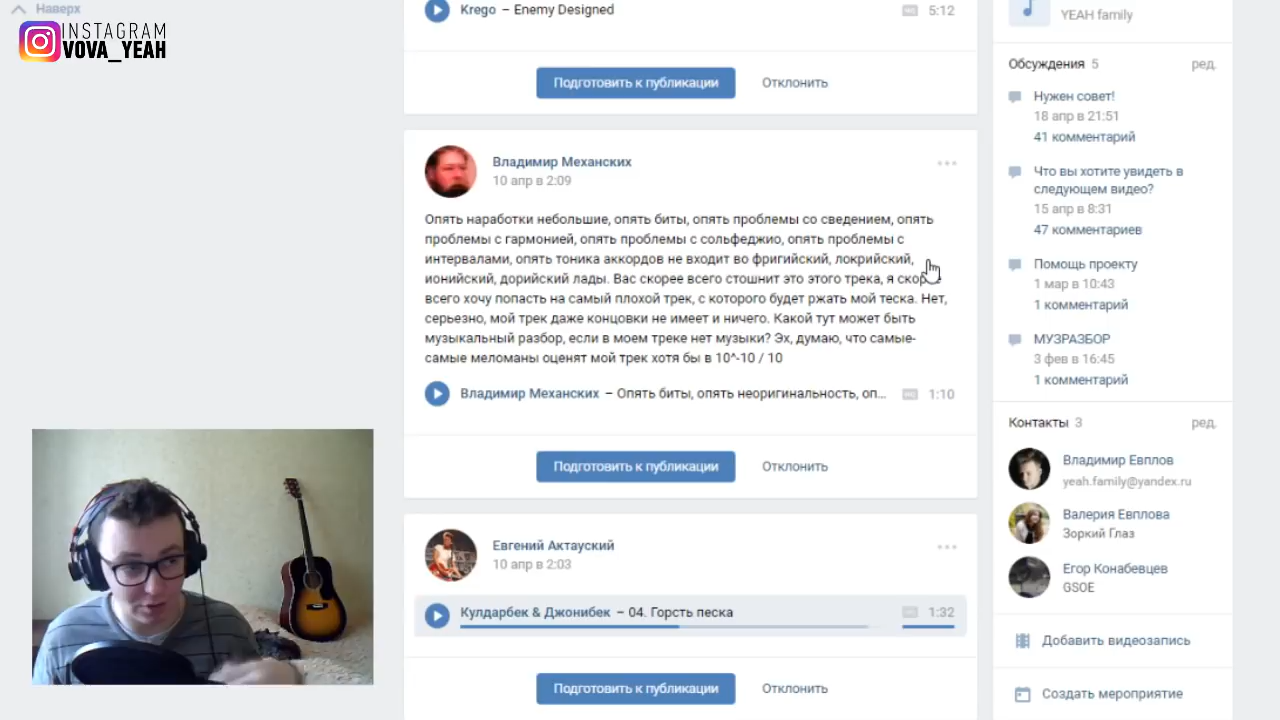 Наверх
INSTAGRAM
VOVA_YEAH
Krego – Enemy Designed
HQ 5:12
Подготовить к публикации
Отклонить
Владимир Механских
10 апр в 2:09
Опять наработки небольшие, опять биты, опять проблемы со сведением, опять
проблемы с гармонией, опять проблемы с сольфеджио, опять проблемы с
интервалами, опять тоника аккордов не входит во фригийский, локрийский,
ионийский, дорийский лады. Вас скорее всего стошнит это этого трека, я скорее
всего хочу попасть на самый плохой трек, с которого будет ржать мой теска. Нет,
серьезно, мой трек даже концовки не имеет и ничего. Какой тут может быть
музыкальный разбор, если в моем треке нет музыки? Эх, думаю, что самые-
самые меломаны оценят мой трек хотя бы в 10^-10 / 10
Владимир Механских – Опять биты, опять неоригинальность, оп...
HQ 1:10
Подготовить к публикации
Отклонить
Евгений Актауский
10 апр в 2:03
Кулдарбек & Джонибек – 04. Горсть песка
HQ 1:32
Подготовить к публикации
Отклонить
YEAH family
Обсуждения 5
ред.
Нужен совет!
18 апр в 21:51
41 комментарий
Что вы хотите увидеть в
следующем видео?
15 апр в 8:31
47 комментариев
Помощь проекту
1 мар в 10:43
1 комментарий
МУЗРАЗБОР
3 фев в 16:45
1 комментарий
Контакты 3
ред.
Владимир Евплов
yeah.family@yandex.ru
Валерия Евплова
Зоркий Глаз
Егор Конабевцев
GSOE
Добавить видеозапись
Создать мероприятие